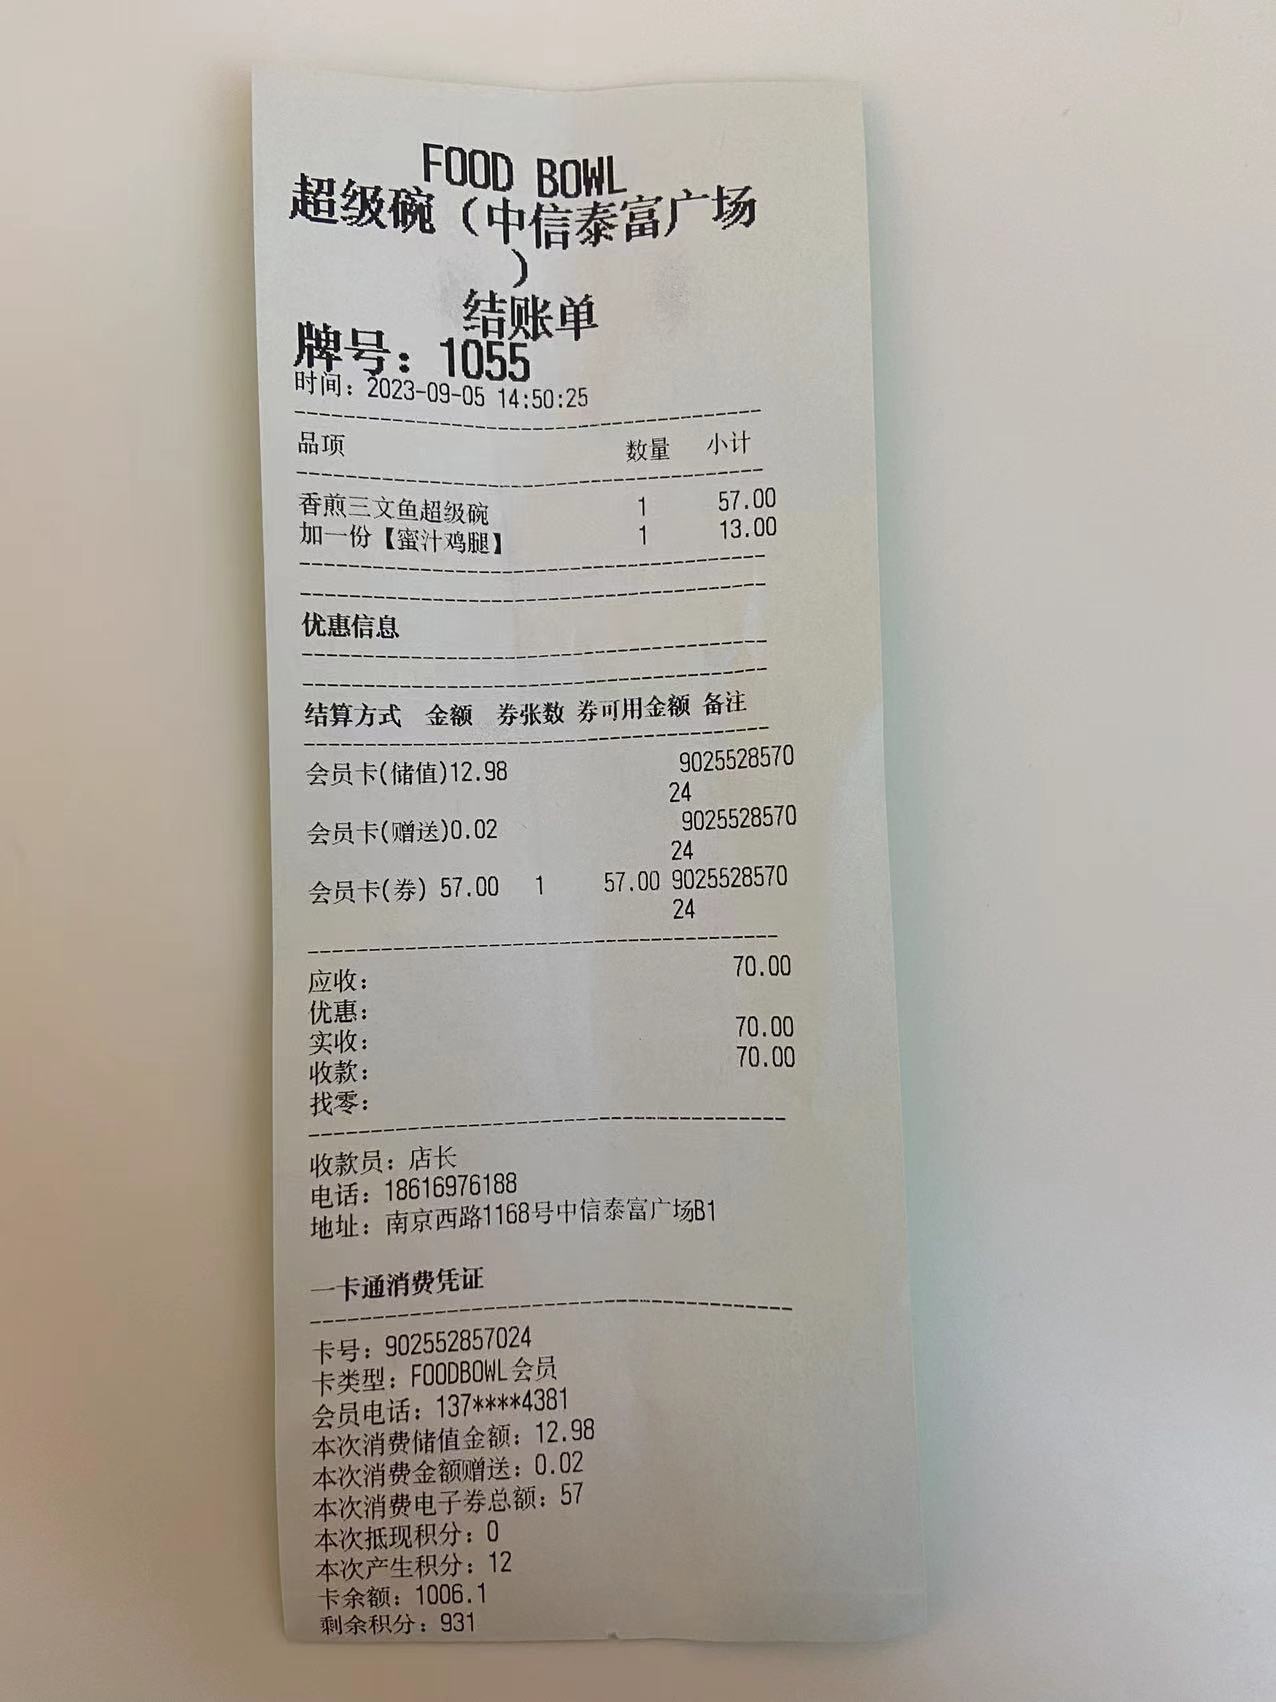 FOOD BOWL
超级碗（中信泰富广场
）
结账单
牌号：1055
时间：2023-09-05 14:50:25
品项 数量 小计
香煎三文鱼超级碗 1 57.00
加一份【蜜汁鸡腿】 1 13.00
优惠信息
结算方式 金额 券张数 券可用金额 备注
会员卡(储值)12.98 9025528570
24
会员卡(赠送)0.02 9025528570
24
会员卡(券) 57.00 1 57.00 9025528570
24
应收： 70.00
优惠：
实收： 70.00
收款： 70.00
找零：
收款员：店长
电话：18616976188
地址：南京西路1168号中信泰富广场B1
一卡通消费凭证
卡号：902552857024
卡类型：FOODBOWL会员
会员电话：137****4381
本次消费储值金额：12.98
本次消费金额赠送：0.02
本次消费电子券总额：57
本次抵现积分：0
本次产生积分：12
卡余额：1006.1
剩余积分：931